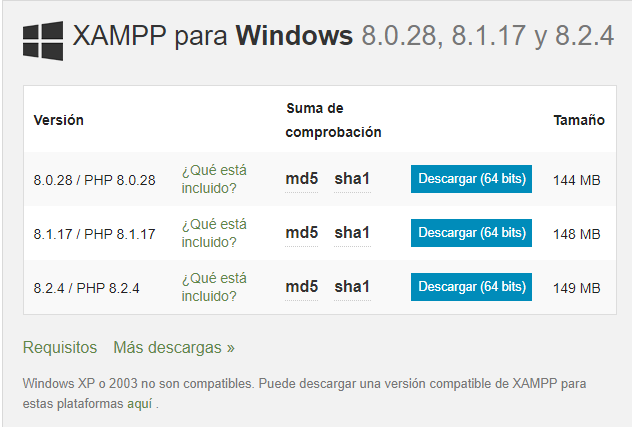 XAMPP para Windows 8.0.28, 8.1.17 y 8.2.4
Versión Suma de comprobación Tamaño
8.0.28 / PHP 8.0.28 ¿Qué está incluido? md5 sha1 Descargar (64 bits) 144 MB
8.1.17 / PHP 8.1.17 ¿Qué está incluido? md5 sha1 Descargar (64 bits) 148 MB
8.2.4 / PHP 8.2.4 ¿Qué está incluido? md5 sha1 Descargar (64 bits) 149 MB
Requisitos Más descargas »
Windows XP o 2003 no son compatibles. Puede descargar una versión compatible de XAMPP para
estas plataformas aquí .